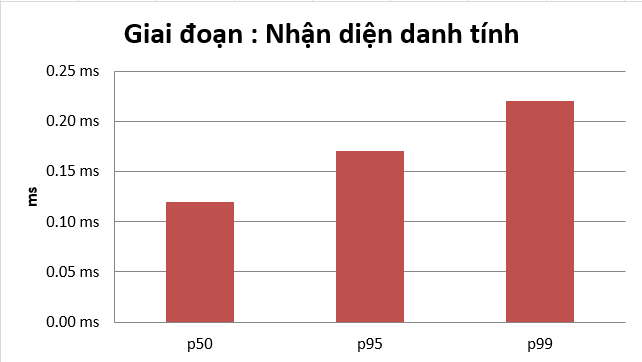 Giai đoạn : Nhận diện danh tính
0.25 ms
0.20 ms
0.15 ms
0.10 ms
0.05 ms
0.00 ms
ms
p50 p95 p99